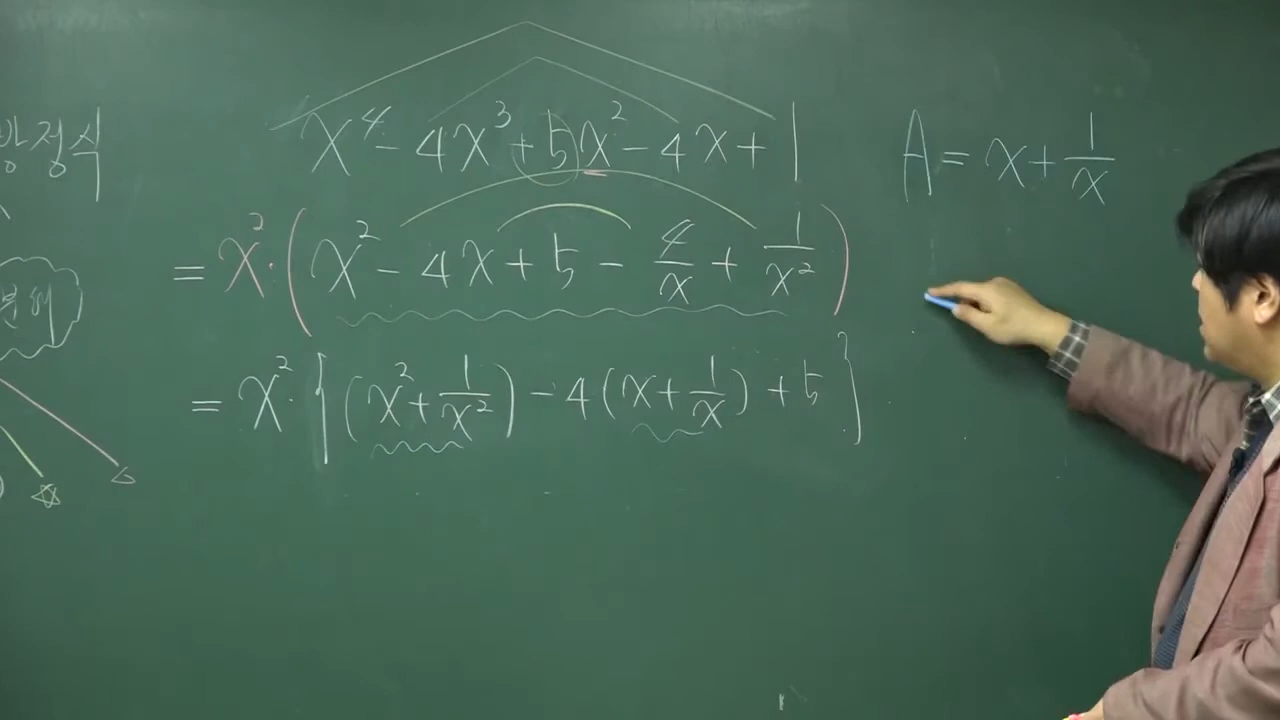 방정식
x⁴ - 4x³ + 5x² - 4x + 1
A = x + 1/x
= x² · (x² - 4x + 5 - 4/x + 1/x²)
= x² · {(x² + 1/x²) - 4(x + 1/x) + 5}